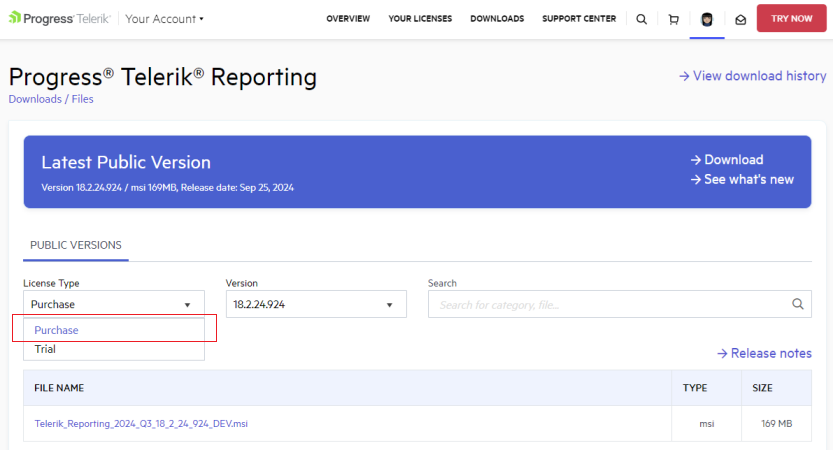 Progress® Telerik® Your Account
OVERVIEW YOUR LICENSES DOWNLOADS SUPPORT CENTER TRY NOW
Progress® Telerik® Reporting
View download history
Downloads / Files
Latest Public Version
Version 18.2.24.924 / msi 169MB, Release date: Sep 25, 2024
Download
See what's new
PUBLIC VERSIONS
License Type Version Search
Purchase 18.2.24.924 Search for category, file...
Purchase
Trial
Release notes
FILE NAME TYPE SIZE
Telerik_Reporting_2024_Q3_18_2_24_924_DEV.msi msi 169 MB